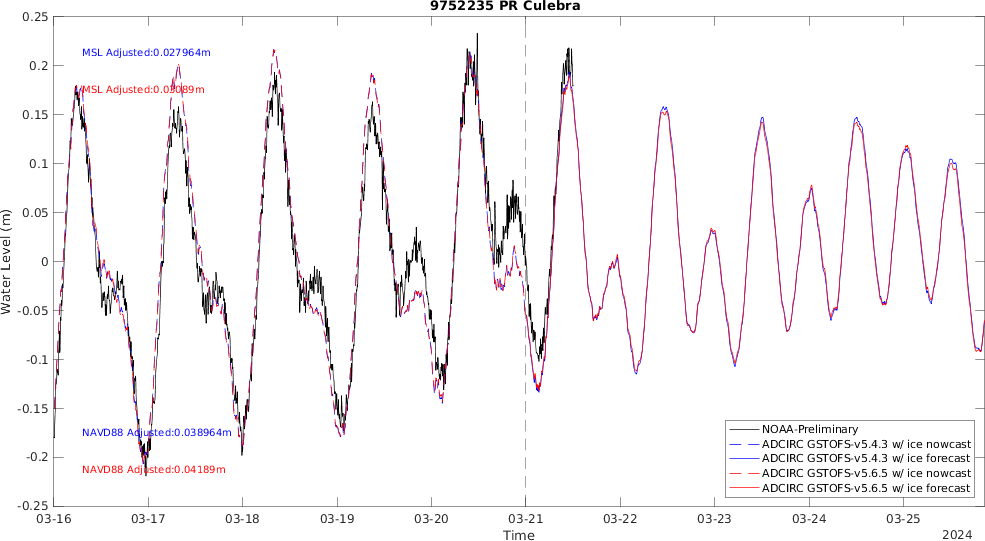 9752235 PR Culebra
0.25
0.2
0.15
0.1
0.05
0
-0.05
-0.1
-0.15
-0.2
-0.25
Water Level (m)
MSL Adjusted:0.027964m
MSL Adjusted:0.03089m
NAVD88 Adjusted:0.038964m
NAVD88 Adjusted:0.04189m
NOAA-Preliminary
ADCIRC GSTOFS-v5.4.3 w/ ice nowcast
ADCIRC GSTOFS-v5.4.3 w/ ice forecast
ADCIRC GSTOFS-v5.6.5 w/ ice nowcast
ADCIRC GSTOFS-v5.6.5 w/ ice forecast
03-16 03-17 03-18 03-19 03-20 03-21 03-22 03-23 03-24 03-25
Time
2024